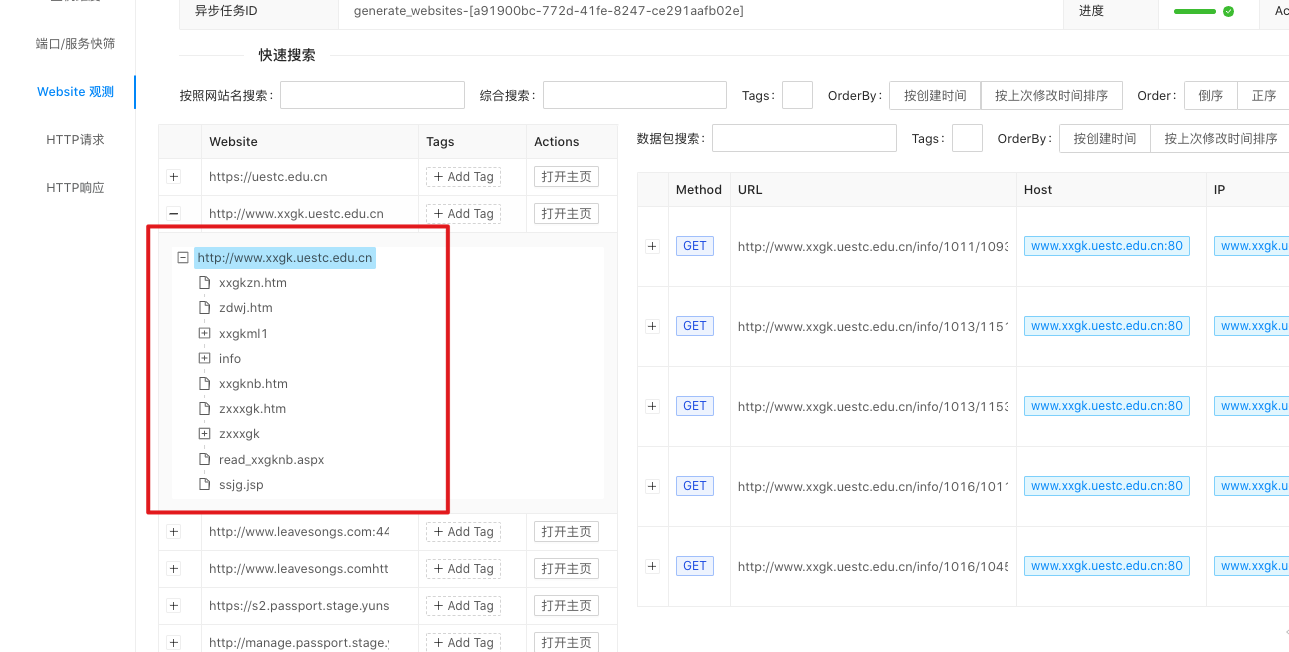 异步任务ID
generate_websites-[a91900bc-772d-41fe-8247-ce291aafb02e]
进度
Ac
端口/服务快筛
Website 观测
HTTP请求
HTTP响应
快速搜索
按照网站名搜索:
综合搜索:
Tags:
OrderBy:
按创建时间
按上次修改时间排序
Order:
倒序
正序
Website
Tags
Actions
https://uestc.edu.cn
+ Add Tag
打开主页
http://www.xxgk.uestc.edu.cn
+ Add Tag
打开主页
http://www.xxgk.uestc.edu.cn
xxgkzn.htm
zdwj.htm
xxgkml1
info
xxgknb.htm
zxxxgk.htm
zxxxgk
read_xxgknb.aspx
ssjg.jsp
http://www.leavesongs.com:44
+ Add Tag
打开主页
http://www.leavesongs.comhtt
+ Add Tag
打开主页
https://s2.passport.stage.yuns
+ Add Tag
打开主页
http://manage.passport.stage.y
+ Add Tag
打开主页
数据包搜索:
Tags:
OrderBy:
按创建时间
按上次修改时间排序
Method
URL
Host
IP
GET
http://www.xxgk.uestc.edu.cn/info/1011/1093
www.xxgk.uestc.edu.cn:80
www.xxgk.u
GET
http://www.xxgk.uestc.edu.cn/info/1013/1151
www.xxgk.uestc.edu.cn:80
www.xxgk.u
GET
http://www.xxgk.uestc.edu.cn/info/1013/1153
www.xxgk.uestc.edu.cn:80
www.xxgk.u
GET
http://www.xxgk.uestc.edu.cn/info/1016/1011
www.xxgk.uestc.edu.cn:80
www.xxgk.u
GET
http://www.xxgk.uestc.edu.cn/info/1016/1045
www.xxgk.uestc.edu.cn:80
www.xxgk.u